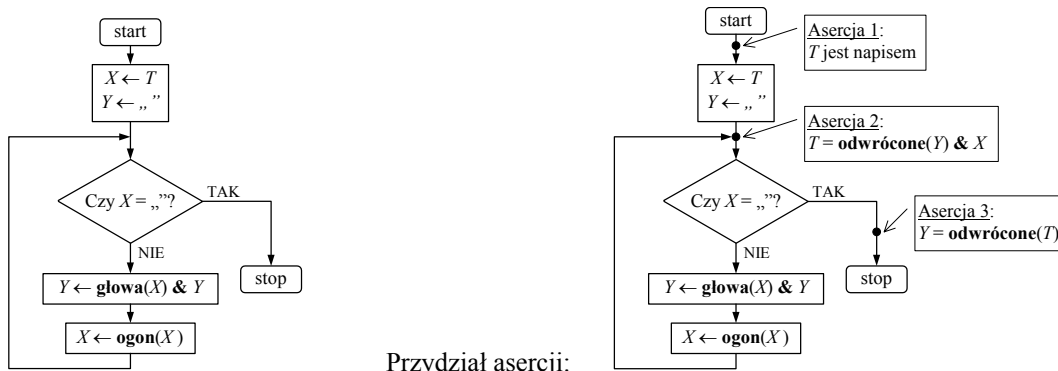 start
X ← T
Y ← „ ”
Czy X = „”?
TAK
NIE
stop
Y ← głowa(X) & Y
X ← ogon(X )
Przydział asercji:
start
Asercja 1:
T jest napisem
X ← T
Y ← „ ”
Asercja 2:
T = odwrócone(Y) & X
Czy X = „”?
TAK
Asercja 3:
Y = odwrócone(T)
NIE
stop
Y ← głowa(X) & Y
X ← ogon(X )